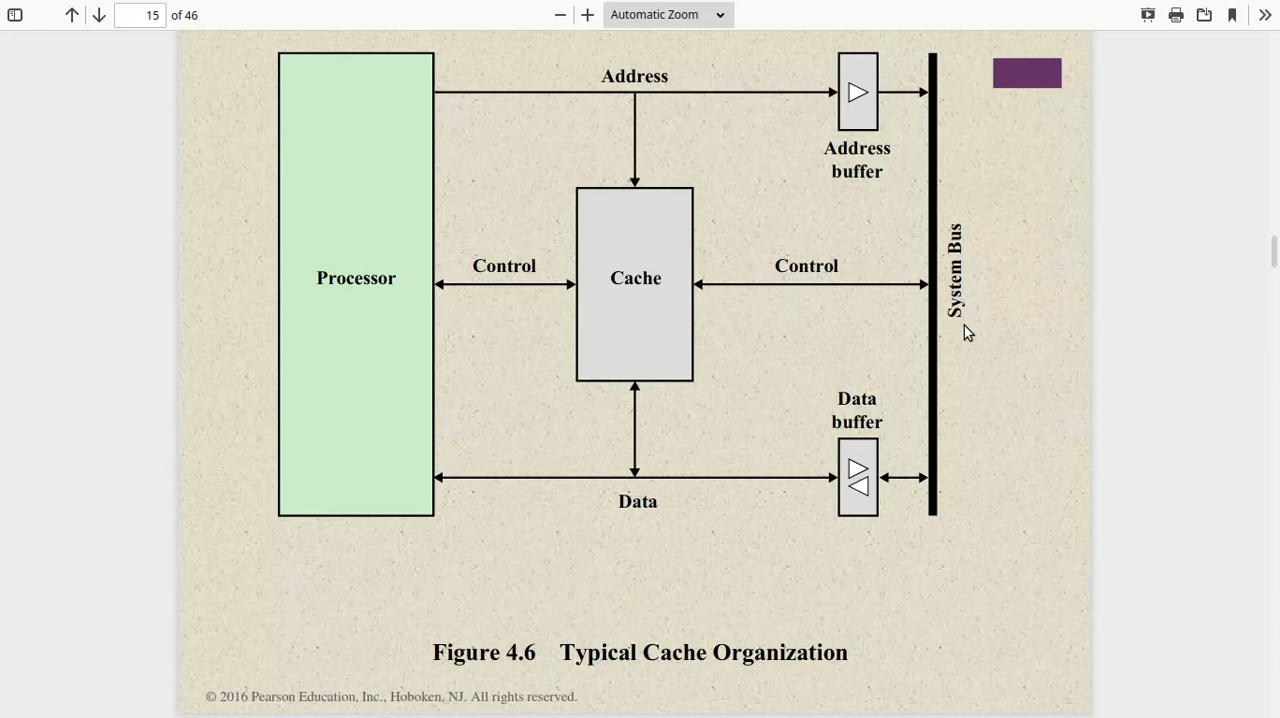 15 of 46
Automatic Zoom
Address
Address
buffer
System Bus
Control
Control
Processor
Cache
Data
buffer
Data
Figure 4.6 Typical Cache Organization
© 2016 Pearson Education, Inc., Hoboken, NJ. All rights reserved.